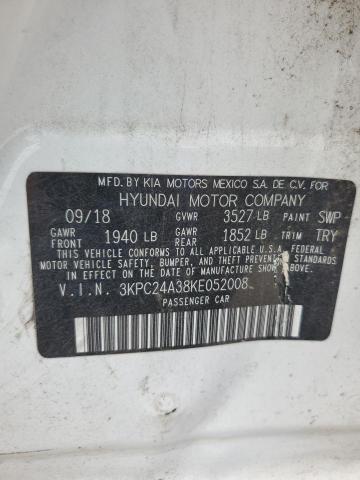 MFD. BY KIA MOTORS MEXICO S.A DE C.V. FOR
HYUNDAI MOTOR COMPANY
09/18 GVWR 3527 LB PAINT SWP
GAWR FRONT 1940 LB GAWR REAR 1852 LB TRIM TRY
THIS VEHICLE CONFORMS TO ALL APPLICABLE U.S.A. FEDERAL
MOTOR VEHICLE SAFETY, BUMPER, AND THEFT PREVENTION STANDARDS
IN EFFECT ON THE DATE OF MANUFACTURE SHOWN ABOVE.
V.I.N. 3KPC24A38KE052008
PASSENGER CAR